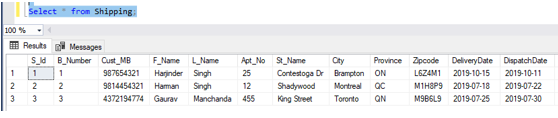 Select * from Shipping;
100 %
Results Messages
S_Id B_Number Cust_MB F_Name L_Name Apt_No St_Name City Province Zipcode DeliveryDate DispatchDate
1 1 1 987654321 Harjinder Singh 25 Contestoga Dr Brampton ON L6Z4M1 2019-10-15 2019-10-11
2 2 2 9814454321 Harman Singh 12 Shadywood Montreal QC M1H8P9 2019-07-18 2019-07-22
3 3 3 4372194774 Gaurav Manchanda 455 King Street Toronto QN M9B6L9 2019-07-25 2019-07-30